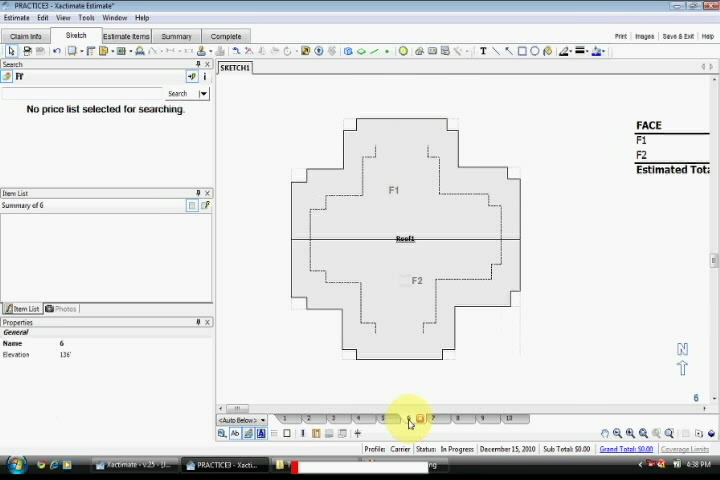 PRACTICE3 - Xactimate Estimate*
Estimate Edit View Tools Window Help
Claim Info Sketch Estimate Items Summary Complete
Print Images Save & Exit Help
Search
Search
No price list selected for searching.
Item List
Summary of 6
Item List Photos
Properties
General
Name 6
Elevation 136'
SKETCH1
F1
Roof1
F2
FACE
F1
F2
Estimated Tota
N
6
<Auto Below> 1 2 3 4 5 6 7 8 9 10
Profile: Carrier Status: In Progress December 15, 2010 Sub Total: $0.00 Grand Total: $0.00 Coverage Limits
Xactimate - v.25 - [J... PRACTICE3 - Xacti... 4:38 PM